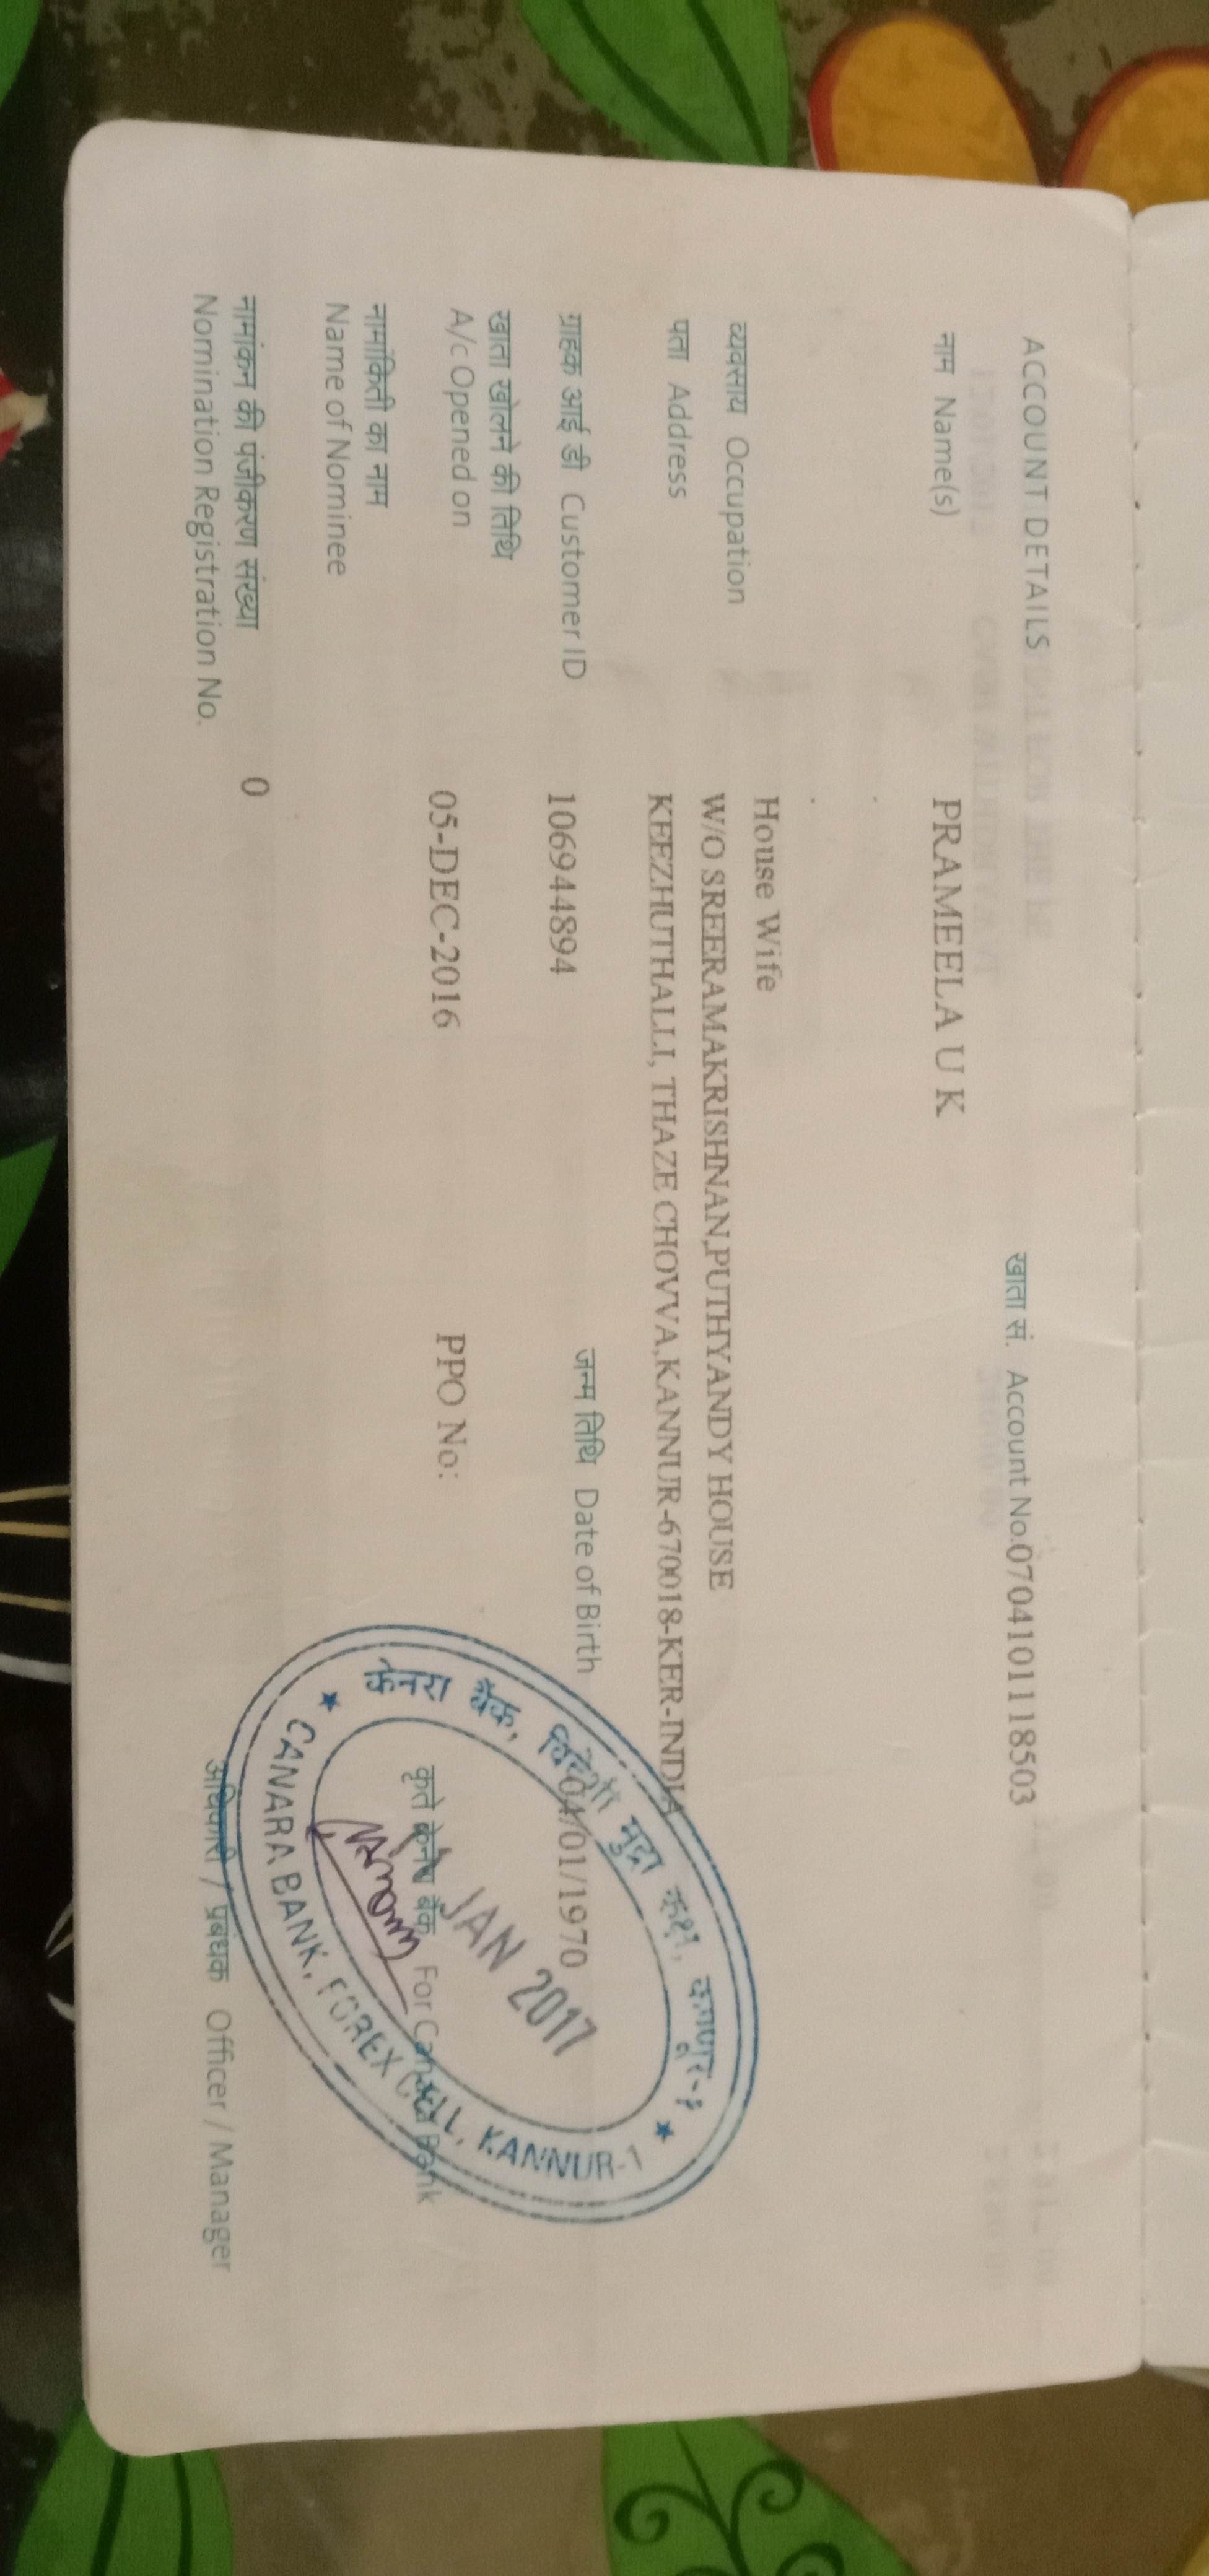 ACCOUNT DETAILS
खाता सं. Account No.0704101118503
नाम Name(s) PRAMEELA U K
व्यवसाय Occupation House Wife
पता Address W/O SREERAMAKRISHNAN,PUTHYANDY HOUSE
KEEZHUTHALLI, THAZE CHOVVA,KANNUR-670018-KER-INDIA
ग्राहक आई डी Customer ID 106944894 जन्म तिथि Date of Birth 04/01/1970
खाता खोलने की तिथि
A/c Opened on 05-DEC-2016 PPO No:
नामांकिती का नाम
Name of Nominee
कृते केनरा बैंक For Canara Bank
नामांकन की पंजीकरण संख्या 0
Nomination Registration No.
अधिकारी / प्रबंधक Officer / Manager
केनरा बैंक, विदेशी मुद्रा कक्ष, कण्णूर-१
JAN 2017
CANARA BANK, FOREX CELL, KANNUR-1